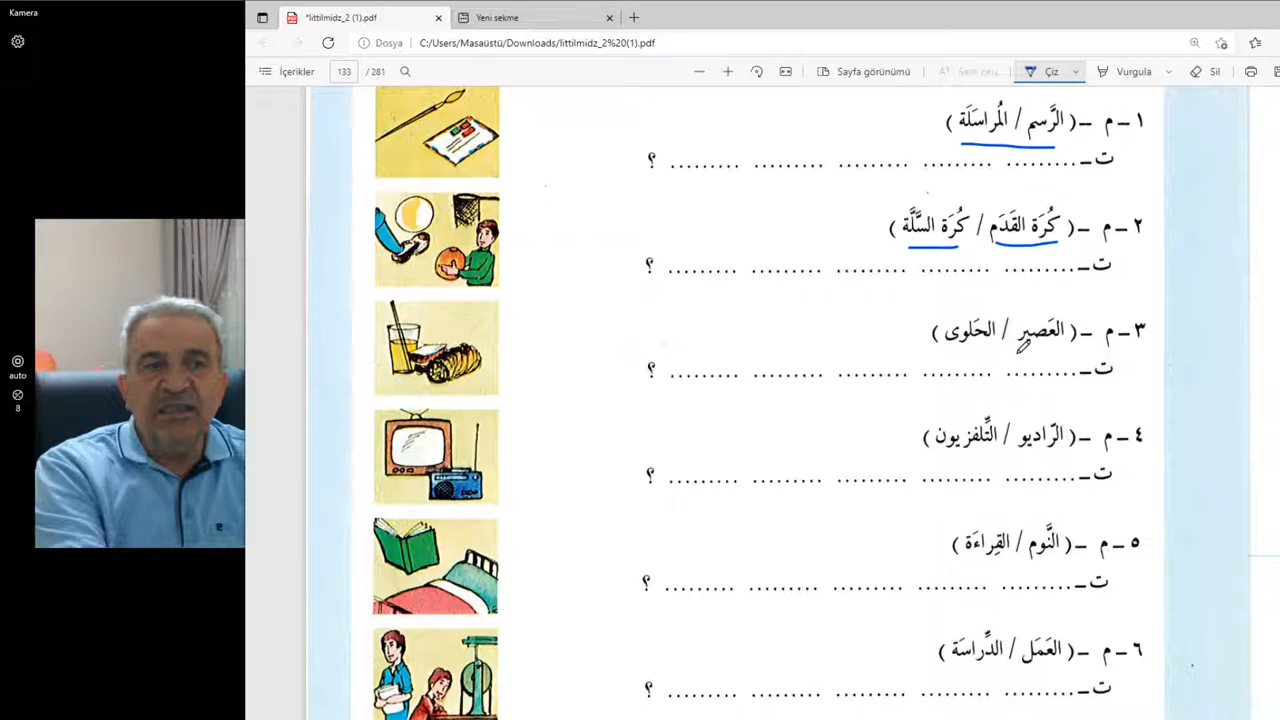 Kamera
*littilmidz_2 (1).pdf
Yeni sekme
Dosya C:/Users/Masaüstü/Downloads/littilmidz_2%20(1).pdf
İçerikler 133 / 281 Sayfa görünümü Çiz Vurgula Sil
auto
8
١ – م – ( الرَّسم / المُراسَلَة )
ت – ......... ......... ......... ......... ......... ؟
٢ – م – ( كُرَة القَدَم / كُرَة السَّلَّة )
ت – ......... ......... ......... ......... ......... ؟
٣ – م – ( العَصير / الحَلوى )
ت – ......... ......... ......... ......... ......... ؟
٤ – م – ( الرّاديو / التِّلفزيون )
ت – ......... ......... ......... ......... ......... ؟
٥ – م – ( النَّوم / القِراءَة )
ت – ......... ......... ......... ......... ......... ؟
٦ – م – ( العَمَل / الدِّراسَة )
ت – ......... ......... ......... ......... ......... ؟